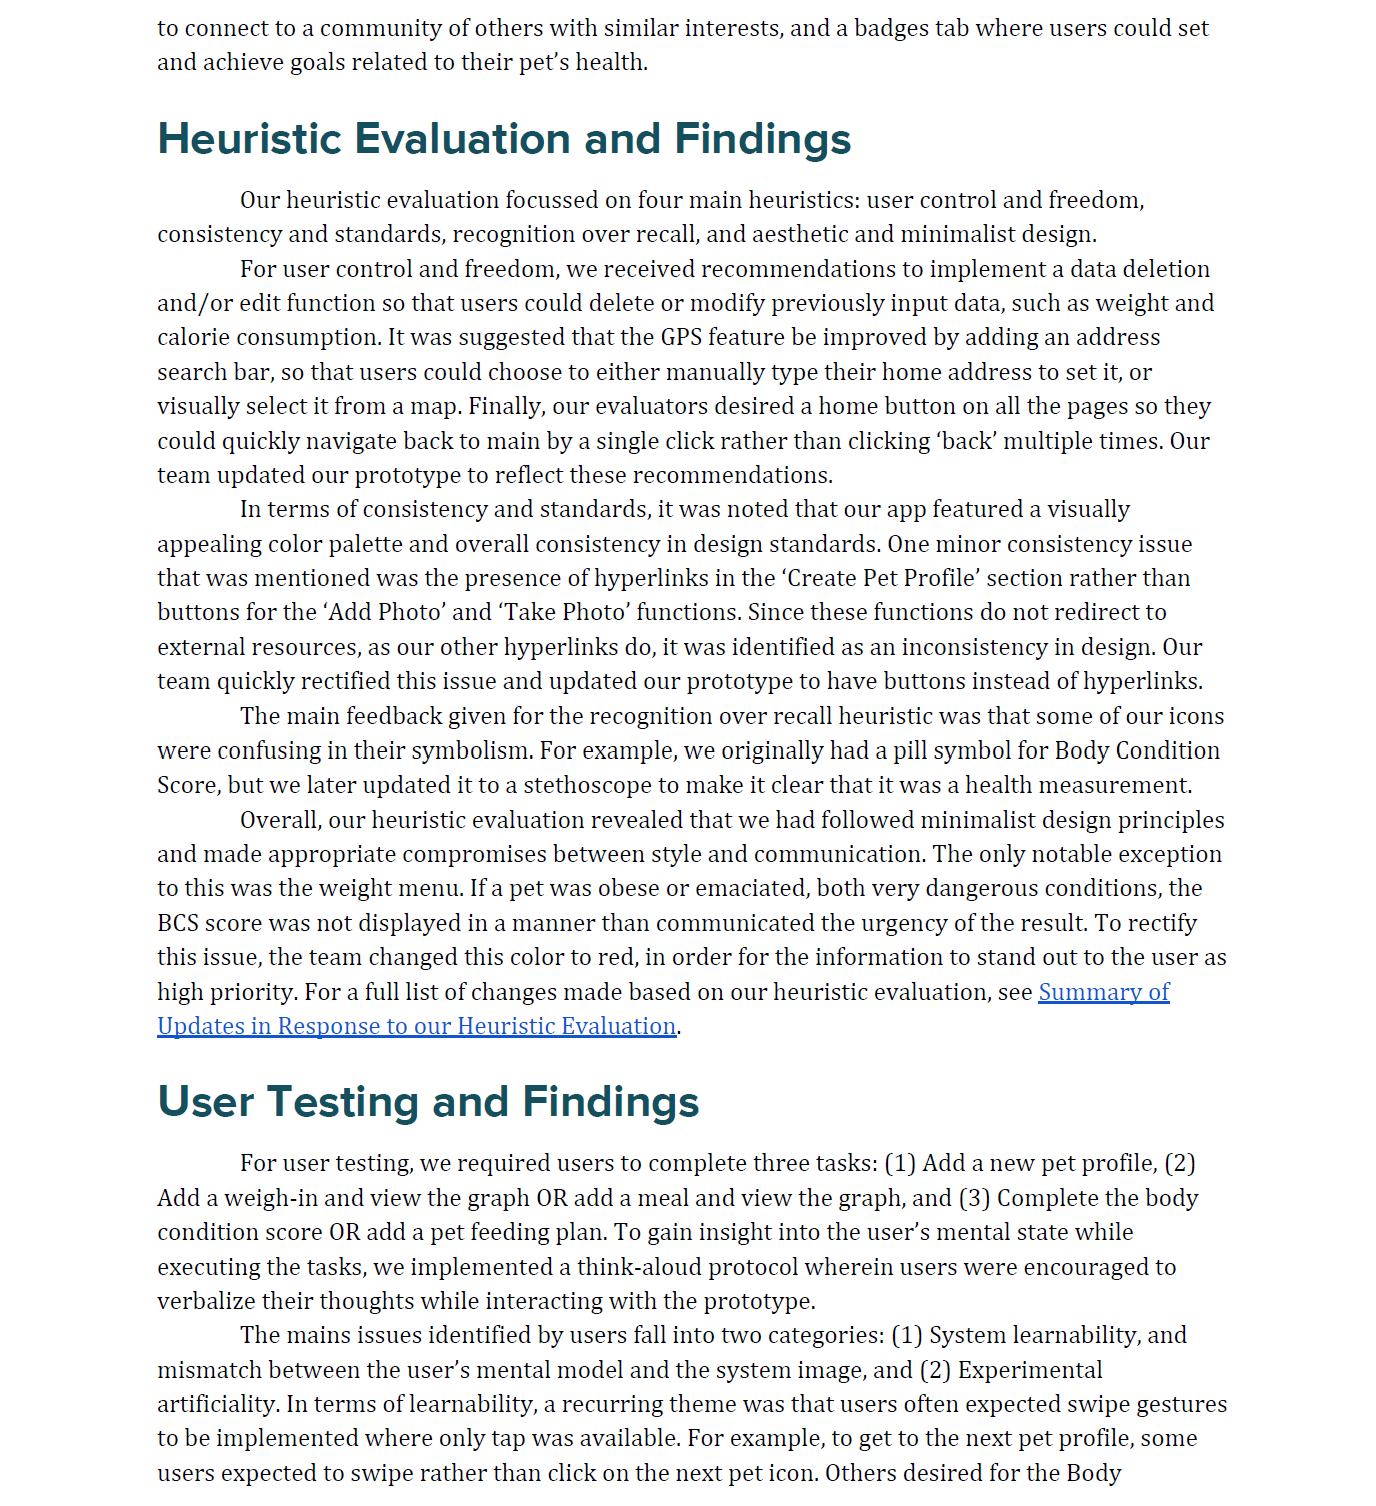 to connect to a community of others with similar interests, and a badges tab where users could set
and achieve goals related to their pet’s health.
Heuristic Evaluation and Findings
Our heuristic evaluation focussed on four main heuristics: user control and freedom,
consistency and standards, recognition over recall, and aesthetic and minimalist design.
For user control and freedom, we received recommendations to implement a data deletion
and/or edit function so that users could delete or modify previously input data, such as weight and
calorie consumption. It was suggested that the GPS feature be improved by adding an address
search bar, so that users could choose to either manually type their home address to set it, or
visually select it from a map. Finally, our evaluators desired a home button on all the pages so they
could quickly navigate back to main by a single click rather than clicking ‘back’ multiple times. Our
team updated our prototype to reflect these recommendations.
In terms of consistency and standards, it was noted that our app featured a visually
appealing color palette and overall consistency in design standards. One minor consistency issue
that was mentioned was the presence of hyperlinks in the ‘Create Pet Profile’ section rather than
buttons for the ‘Add Photo’ and ‘Take Photo’ functions. Since these functions do not redirect to
external resources, as our other hyperlinks do, it was identified as an inconsistency in design. Our
team quickly rectified this issue and updated our prototype to have buttons instead of hyperlinks.
The main feedback given for the recognition over recall heuristic was that some of our icons
were confusing in their symbolism. For example, we originally had a pill symbol for Body Condition
Score, but we later updated it to a stethoscope to make it clear that it was a health measurement.
Overall, our heuristic evaluation revealed that we had followed minimalist design principles
and made appropriate compromises between style and communication. The only notable exception
to this was the weight menu. If a pet was obese or emaciated, both very dangerous conditions, the
BCS score was not displayed in a manner than communicated the urgency of the result. To rectify
this issue, the team changed this color to red, in order for the information to stand out to the user as
high priority. For a full list of changes made based on our heuristic evaluation, see Summary of
Updates in Response to our Heuristic Evaluation.
User Testing and Findings
For user testing, we required users to complete three tasks: (1) Add a new pet profile, (2)
Add a weigh-in and view the graph OR add a meal and view the graph, and (3) Complete the body
condition score OR add a pet feeding plan. To gain insight into the user’s mental state while
executing the tasks, we implemented a think-aloud protocol wherein users were encouraged to
verbalize their thoughts while interacting with the prototype.
The mains issues identified by users fall into two categories: (1) System learnability, and
mismatch between the user’s mental model and the system image, and (2) Experimental
artificiality. In terms of learnability, a recurring theme was that users often expected swipe gestures
to be implemented where only tap was available. For example, to get to the next pet profile, some
users expected to swipe rather than click on the next pet icon. Others desired for the Body